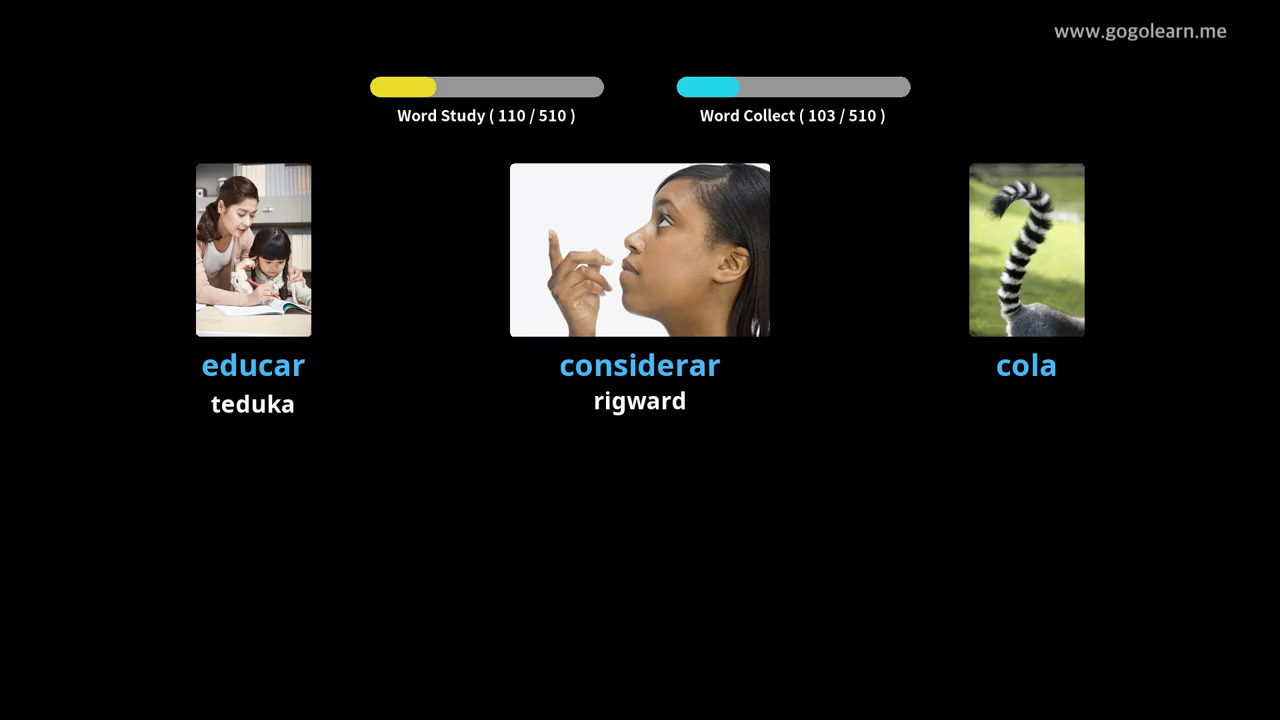 www.gogolearn.me
Word Study ( 110 / 510 )
Word Collect ( 103 / 510 )
educar
teduka
considerar
rigward
cola